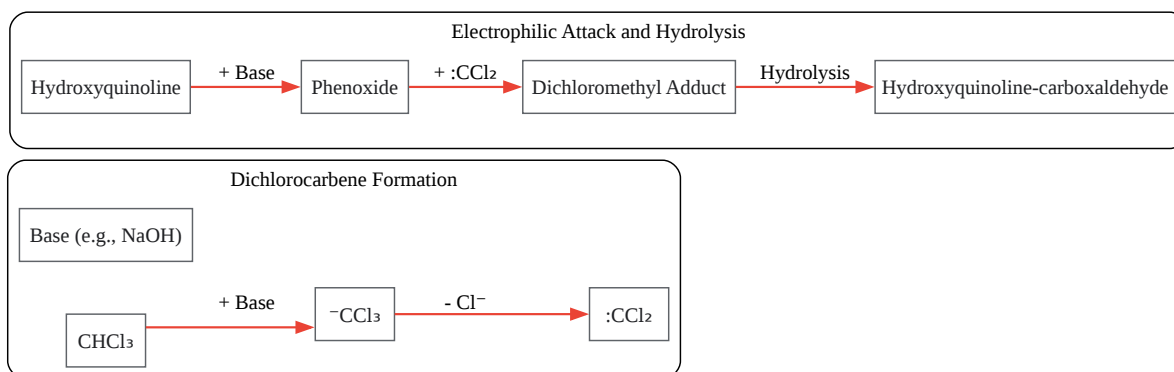 Electrophilic Attack and Hydrolysis
Hydroxyquinoline
+ Base
Phenoxide
+ :CCl₂
Dichloromethyl Adduct
Hydrolysis
Hydroxyquinoline-carboxaldehyde
Dichlorocarbene Formation
Base (e.g., NaOH)
CHCl₃
+ Base
⁻CCl₃
- Cl⁻
:CCl₂